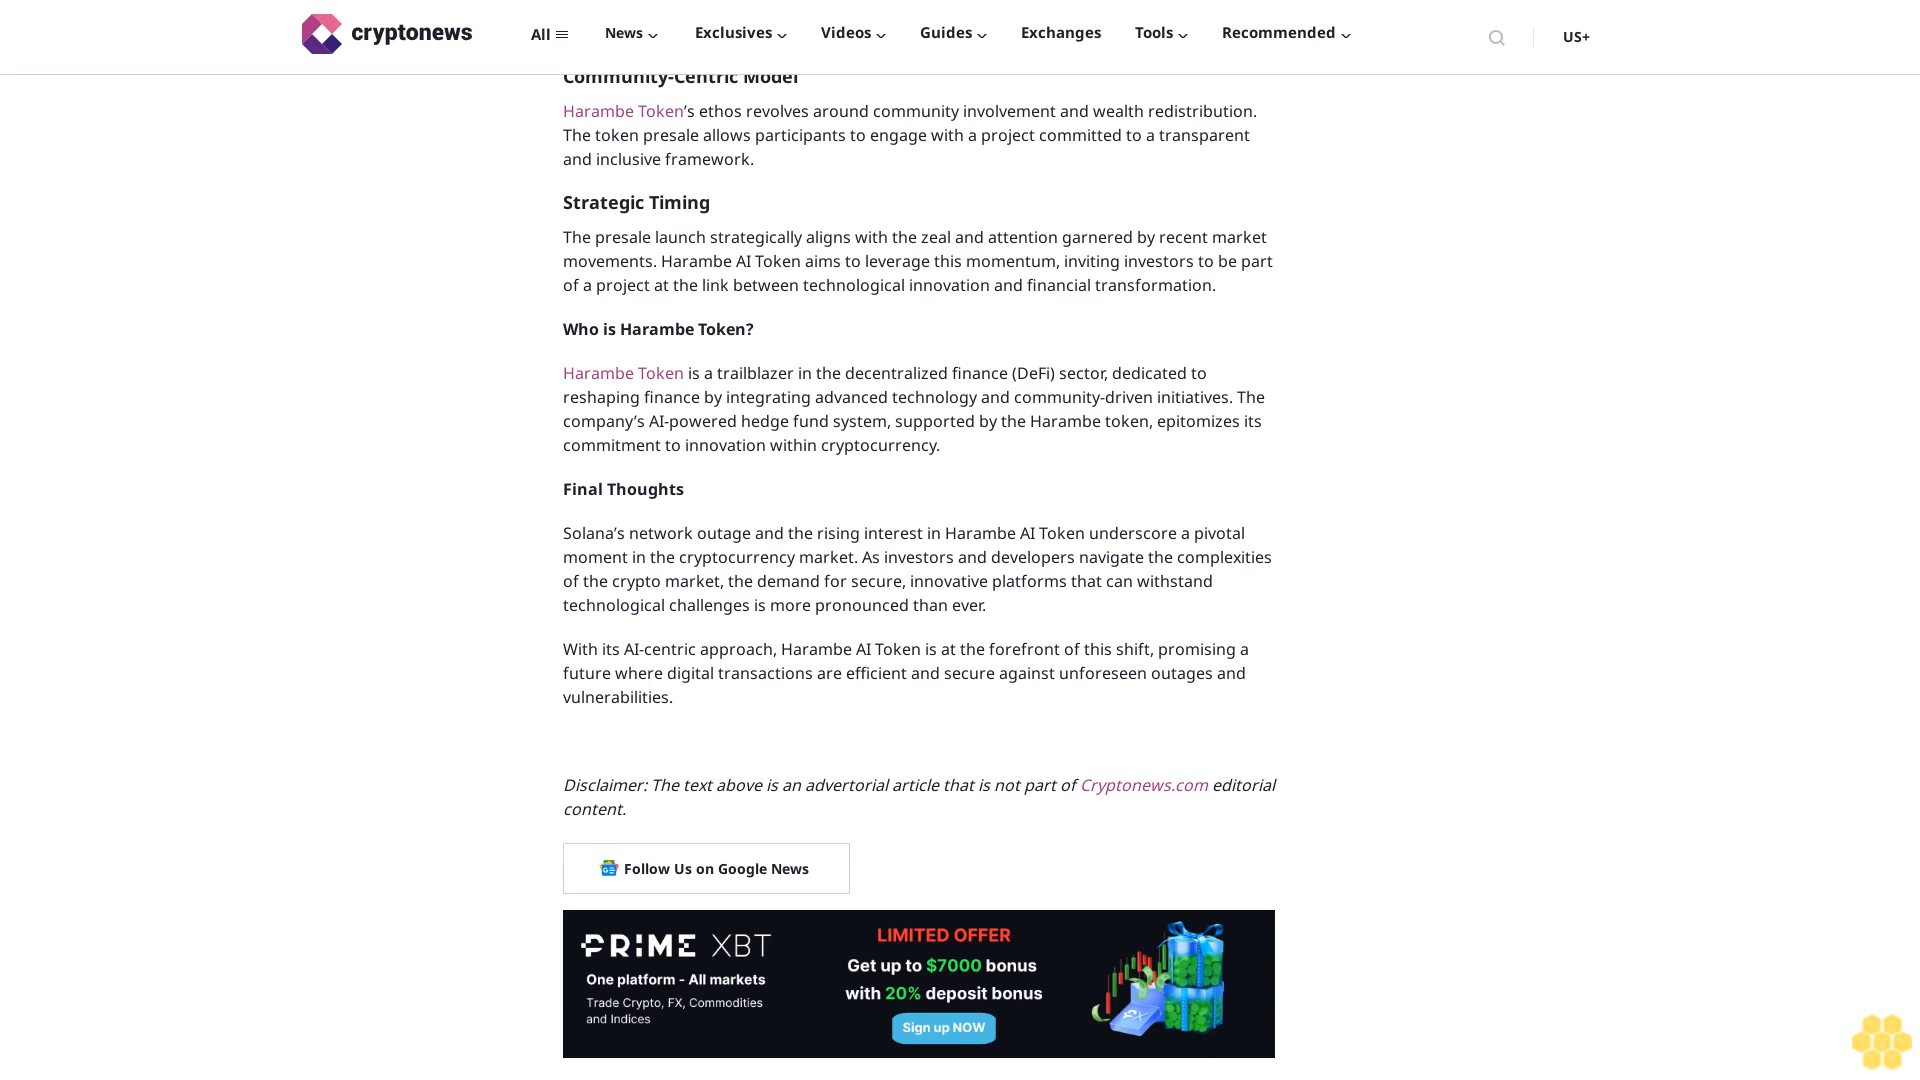 cryptonews
All
News
Exclusives
Videos
Guides
Exchanges
Tools
Recommended
US+
Community-Centric Model
Harambe Token’s ethos revolves around community involvement and wealth redistribution.
The token presale allows participants to engage with a project committed to a transparent
and inclusive framework.
Strategic Timing
The presale launch strategically aligns with the zeal and attention garnered by recent market
movements. Harambe AI Token aims to leverage this momentum, inviting investors to be part
of a project at the link between technological innovation and financial transformation.
Who is Harambe Token?
Harambe Token is a trailblazer in the decentralized finance (DeFi) sector, dedicated to
reshaping finance by integrating advanced technology and community-driven initiatives. The
company’s AI-powered hedge fund system, supported by the Harambe token, epitomizes its
commitment to innovation within cryptocurrency.
Final Thoughts
Solana’s network outage and the rising interest in Harambe AI Token underscore a pivotal
moment in the cryptocurrency market. As investors and developers navigate the complexities
of the crypto market, the demand for secure, innovative platforms that can withstand
technological challenges is more pronounced than ever.
With its AI-centric approach, Harambe AI Token is at the forefront of this shift, promising a
future where digital transactions are efficient and secure against unforeseen outages and
vulnerabilities.
Disclaimer: The text above is an advertorial article that is not part of Cryptonews.com editorial
content.
Follow Us on Google News
PRIME XBT
One platform - All markets
Trade Crypto, FX, Commodities
and Indices
LIMITED OFFER
Get up to $7000 bonus
with 20% deposit bonus
Sign up NOW